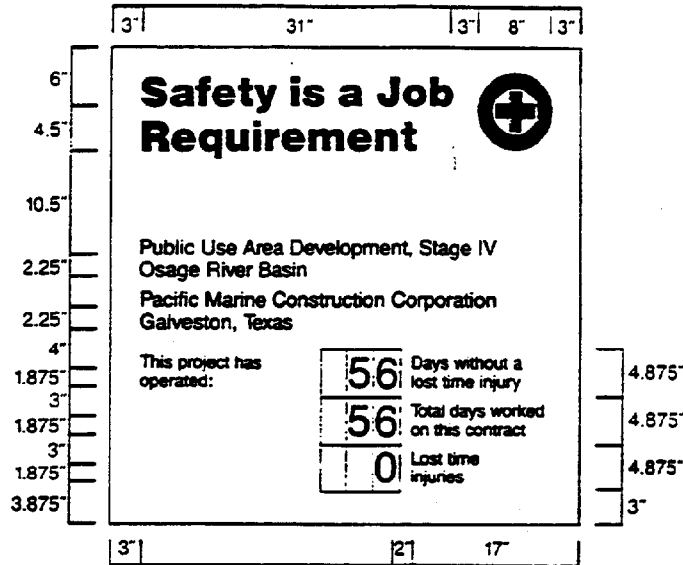 3" 31" 3" 8" 3"
6"
4.5"
10.5"
2.25"
2.25"
4"
1.875"
3"
1.875"
3"
1.875"
3.875"
Safety is a Job
Requirement
Public Use Area Development, Stage IV
Osage River Basin
Pacific Marine Construction Corporation
Galveston, Texas
This project has
operated:
56 Days without a
lost time injury
56 Total days worked
on this contract
0 Lost time
injuries
4.875"
4.875"
4.875"
3"
3" 2" 17"